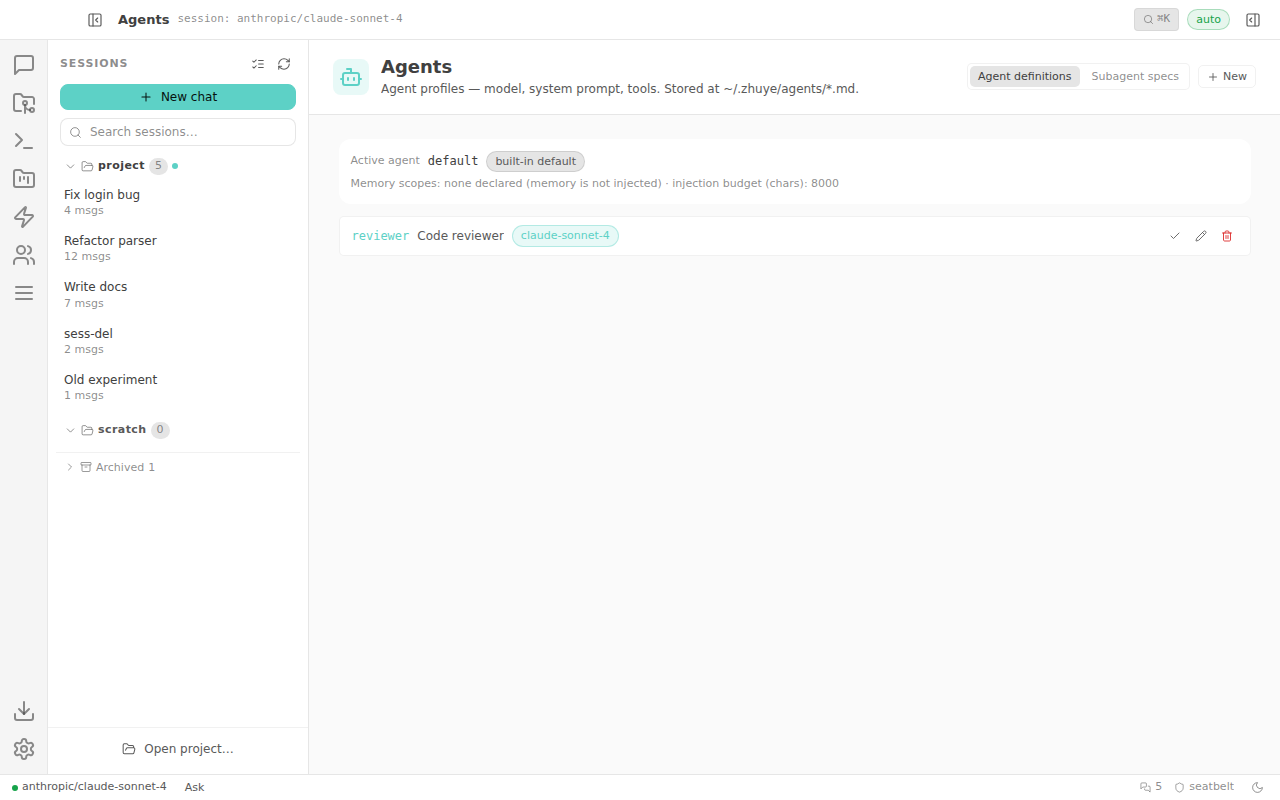 Agents session: anthropic/claude-sonnet-4
⌘K auto
SESSIONS
New chat
Search sessions…
project 5
Fix login bug
4 msgs
Refactor parser
12 msgs
Write docs
7 msgs
sess-del
2 msgs
Old experiment
1 msgs
scratch 0
Archived 1
Open project…
Agents
Agent profiles — model, system prompt, tools. Stored at ~/.zhuye/agents/*.md.
Agent definitions Subagent specs New
Active agent default built-in default
Memory scopes: none declared (memory is not injected) · injection budget (chars): 8000
reviewer Code reviewer claude-sonnet-4
anthropic/claude-sonnet-4 Ask
5 seatbelt